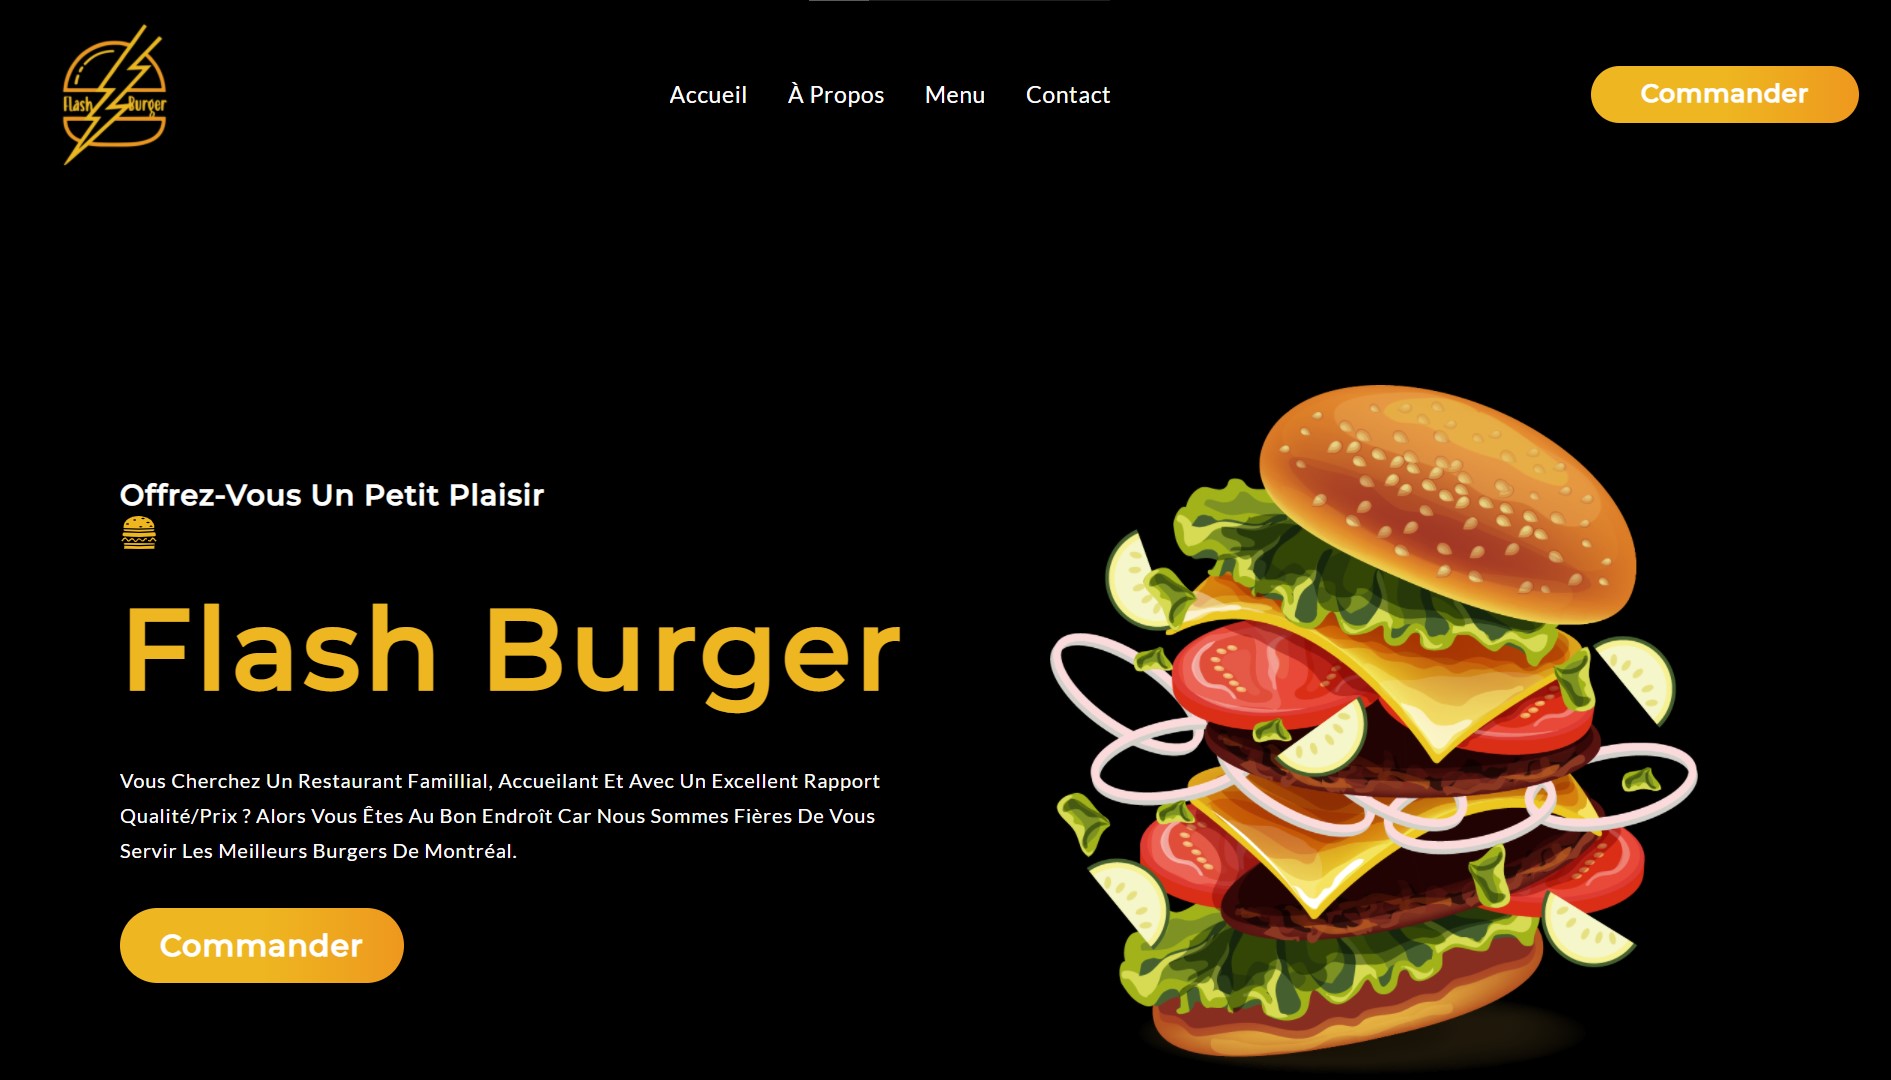 Flash Burger
Accueil À Propos Menu Contact
Commander
Offrez-Vous Un Petit Plaisir
Flash Burger
Vous Cherchez Un Restaurant Famillial, Accueilant Et Avec Un Excellent Rapport
Qualité/Prix ? Alors Vous Êtes Au Bon Endroît Car Nous Sommes Fières De Vous
Servir Les Meilleurs Burgers De Montréal.
Commander